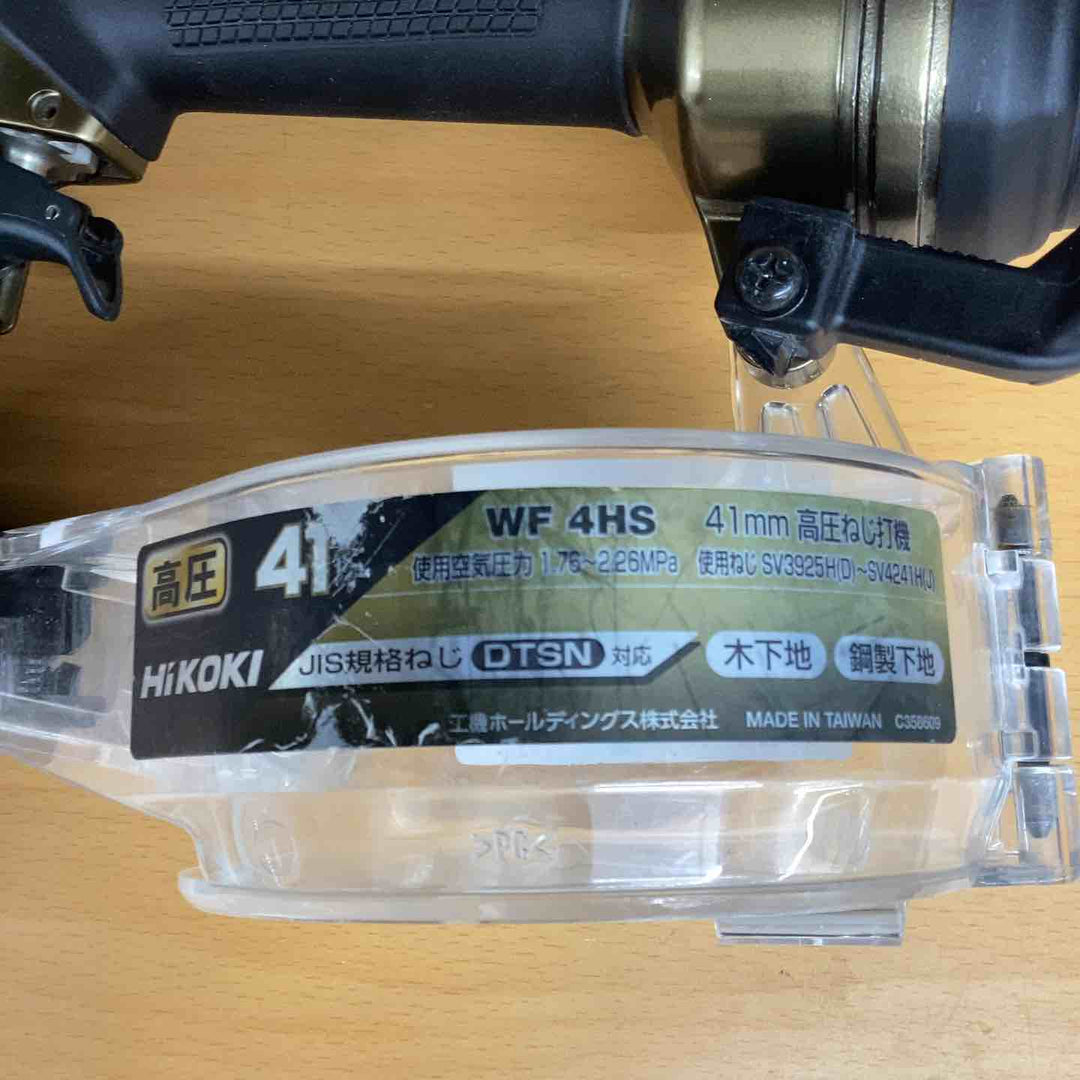 高圧 41
WF 4HS 41mm 高圧ねじ打機
使用空気圧力 1.76~2.26MPa 使用ねじ SV3925H(D)~SV4241H(J)
HiKOKI JIS規格ねじ DTSN 対応 木下地 鋼製下地
工機ホールディングス株式会社 MADE IN TAIWAN C358609
>PC<